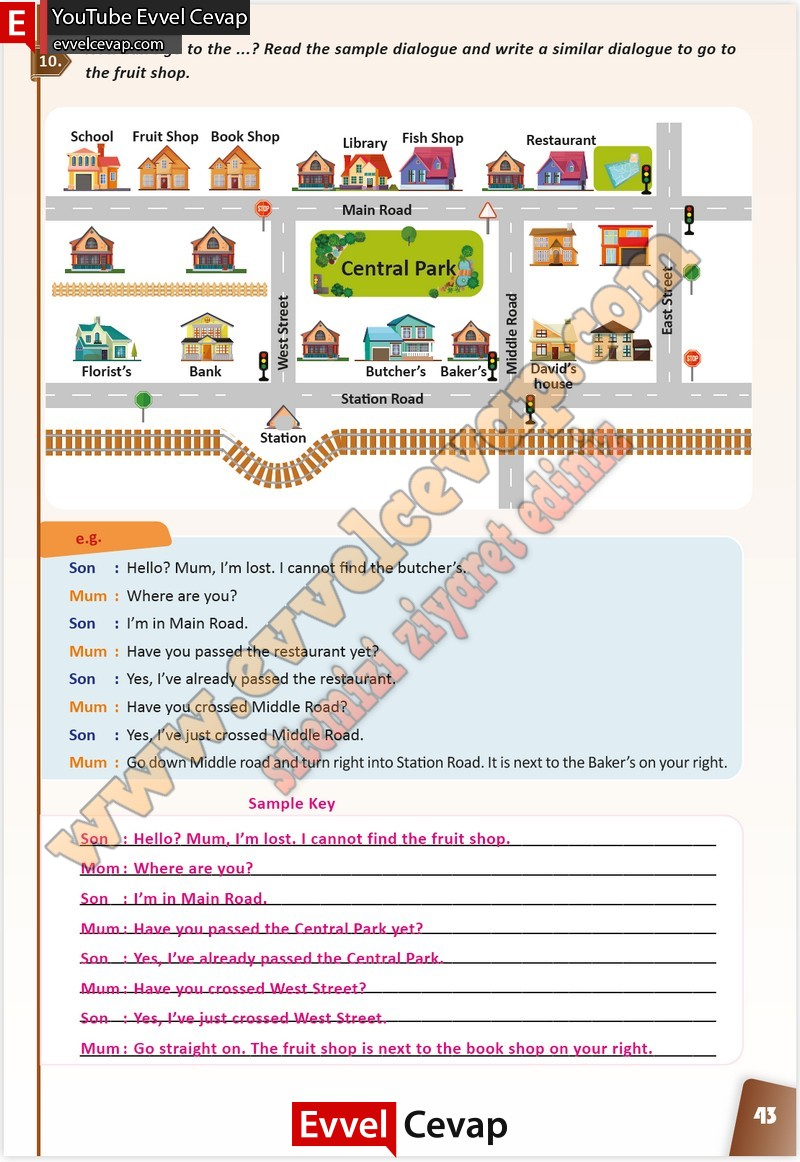 E YouTube Evvel Cevap
evvelcevap.com
10. to the ...? Read the sample dialogue and write a similar dialogue to go to
the fruit shop.
School Fruit Shop Book Shop Library Fish Shop Restaurant
STOP
Main Road
Central Park
West Street
Middle Road
East Street
STOP
Florist's Bank Butcher's Baker's David's
house
Station Road
Station
e.g.
Son : Hello? Mum, I'm lost. I cannot find the butcher's.
Mum : Where are you?
Son : I'm in Main Road.
Mum : Have you passed the restaurant yet?
Son : Yes, I've already passed the restaurant.
Mum : Have you crossed Middle Road?
Son : Yes, I've just crossed Middle Road.
Mum : Go down Middle road and turn right into Station Road. It is next to the Baker's on your right.
www.evvelcevap.com
sitemizi ziyaret ediniz
Sample Key
Son : Hello? Mum, I'm lost. I cannot find the fruit shop.
Mom : Where are you?
Son : I'm in Main Road.
Mum : Have you passed the Central Park yet?
Son : Yes, I've already passed the Central Park.
Mum : Have you crossed West Street?
Son : Yes, I've just crossed West Street.
Mum : Go straight on. The fruit shop is next to the book shop on your right.
43
Evvel Cevap